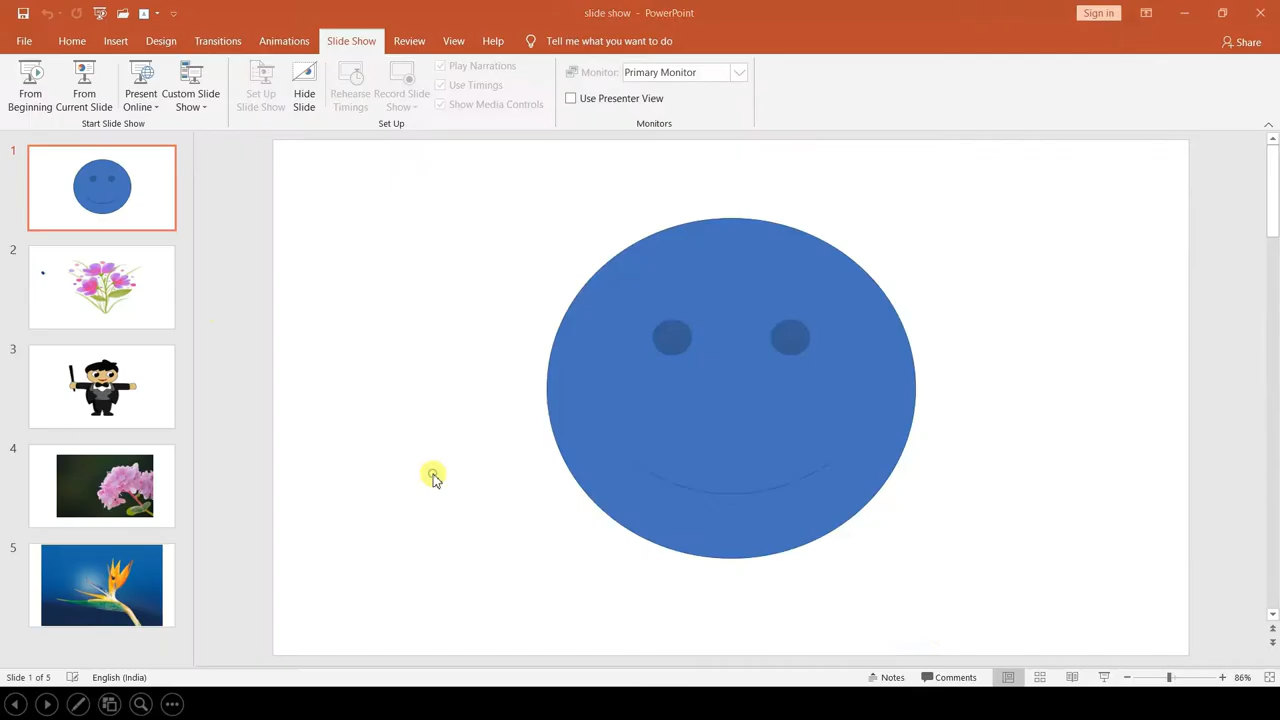 slide show - PowerPoint
Sign in
File Home Insert Design Transitions Animations Slide Show Review View Help Tell me what you want to do
Share
From Beginning
From Current Slide
Present Online
Custom Slide Show
Start Slide Show
Set Up Slide Show
Hide Slide
Rehearse Timings
Record Slide Show
Play Narrations
Use Timings
Show Media Controls
Set Up
Monitor: Primary Monitor
Use Presenter View
Monitors
1
2
3
4
5
Slide 1 of 5 English (India) Notes Comments 86%